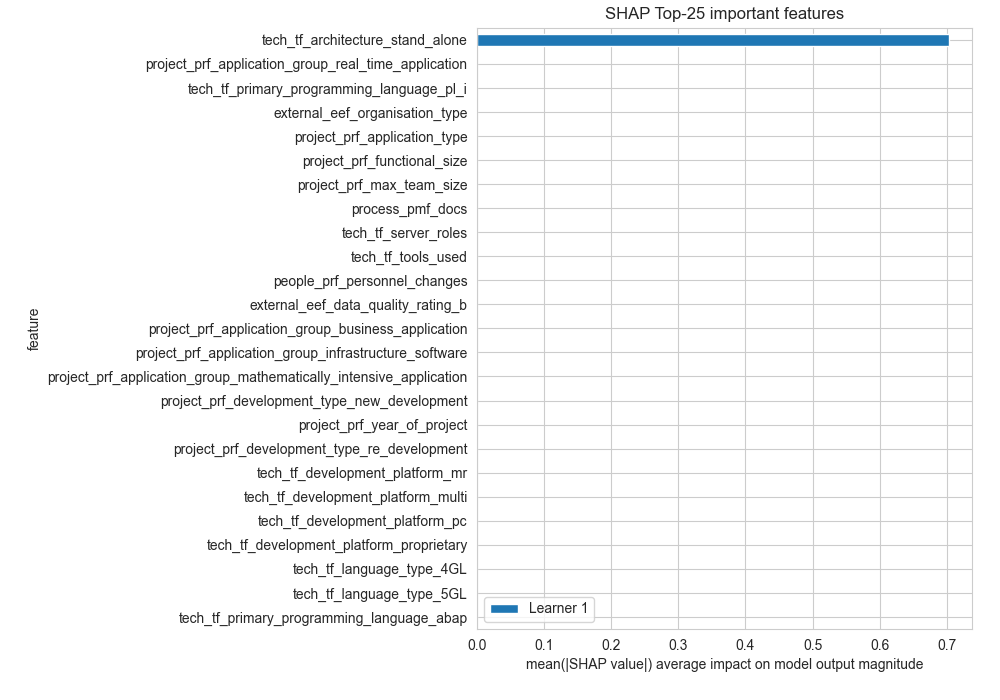 SHAP Top-25 important features
tech_tf_architecture_stand_alone
project_prf_application_group_real_time_application
tech_tf_primary_programming_language_pl_i
external_eef_organisation_type
project_prf_application_type
project_prf_functional_size
project_prf_max_team_size
process_pmf_docs
tech_tf_server_roles
tech_tf_tools_used
people_prf_personnel_changes
external_eef_data_quality_rating_b
project_prf_application_group_business_application
project_prf_application_group_infrastructure_software
project_prf_application_group_mathematically_intensive_application
project_prf_development_type_new_development
project_prf_year_of_project
project_prf_development_type_re_development
tech_tf_development_platform_mr
tech_tf_development_platform_multi
tech_tf_development_platform_pc
tech_tf_development_platform_proprietary
tech_tf_language_type_4GL
tech_tf_language_type_5GL
tech_tf_primary_programming_language_abap
feature
Learner 1
0.0 0.1 0.2 0.3 0.4 0.5 0.6 0.7
mean(|SHAP value|) average impact on model output magnitude